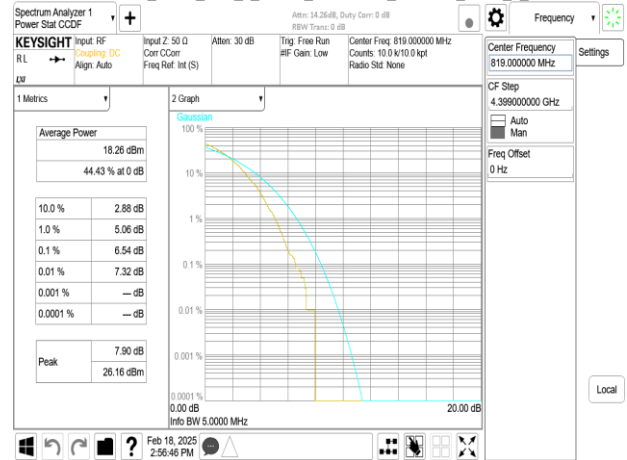 Spectrum Analyzer 1
Power Stat CCDF
Attn: 14.26dB, Duty Corr: 0 dB
RBW Trans: 0 dB
Frequency
KEYSIGHT
RL
LXI
Input: RF
Coupling: DC
Align: Auto
Input Z: 50 Ω
Corr CCorr
Freq Ref: Int (S)
Atten: 30 dB
Trig: Free Run
#IF Gain: Low
Center Freq: 819.000000 MHz
Counts: 10.0 k/10.0 kpt
Radio Std: None
Center Frequency
819.000000 MHz
Settings
CF Step
4.399000000 GHz
Auto
Man
Freq Offset
0 Hz
1 Metrics
Average Power
18.26 dBm
44.43 % at 0 dB
10.0 % 2.88 dB
1.0 % 5.06 dB
0.1 % 6.54 dB
0.01 % 7.32 dB
0.001 % --- dB
0.0001 % --- dB
Peak
7.90 dB
26.16 dBm
2 Graph
Gaussian
100 %
10 %
1 %
0.1 %
0.01 %
0.001 %
0.0001 %
0.00 dB 20.00 dB
Info BW 5.0000 MHz
Local
?
Feb 18, 2025
2:56:46 PM